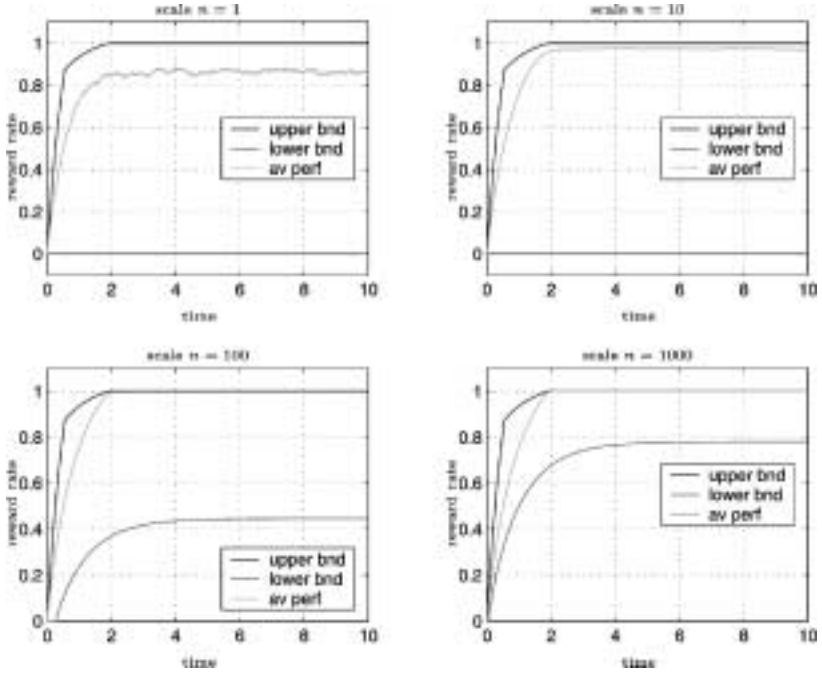 scale n = 1
reward rate
1
0.8
0.6
0.4
0.2
0
upper bnd
lower bnd
av perf
0 2 4 6 8 10
time
scale n = 10
reward rate
1
0.8
0.6
0.4
0.2
0
upper bnd
lower bnd
av perf
0 2 4 6 8 10
time
scale n = 100
reward rate
1
0.8
0.6
0.4
0.2
0
upper bnd
lower bnd
av perf
0 2 4 6 8 10
time
scale n = 1000
reward rate
1
0.8
0.6
0.4
0.2
0
upper bnd
lower bnd
av perf
0 2 4 6 8 10
time